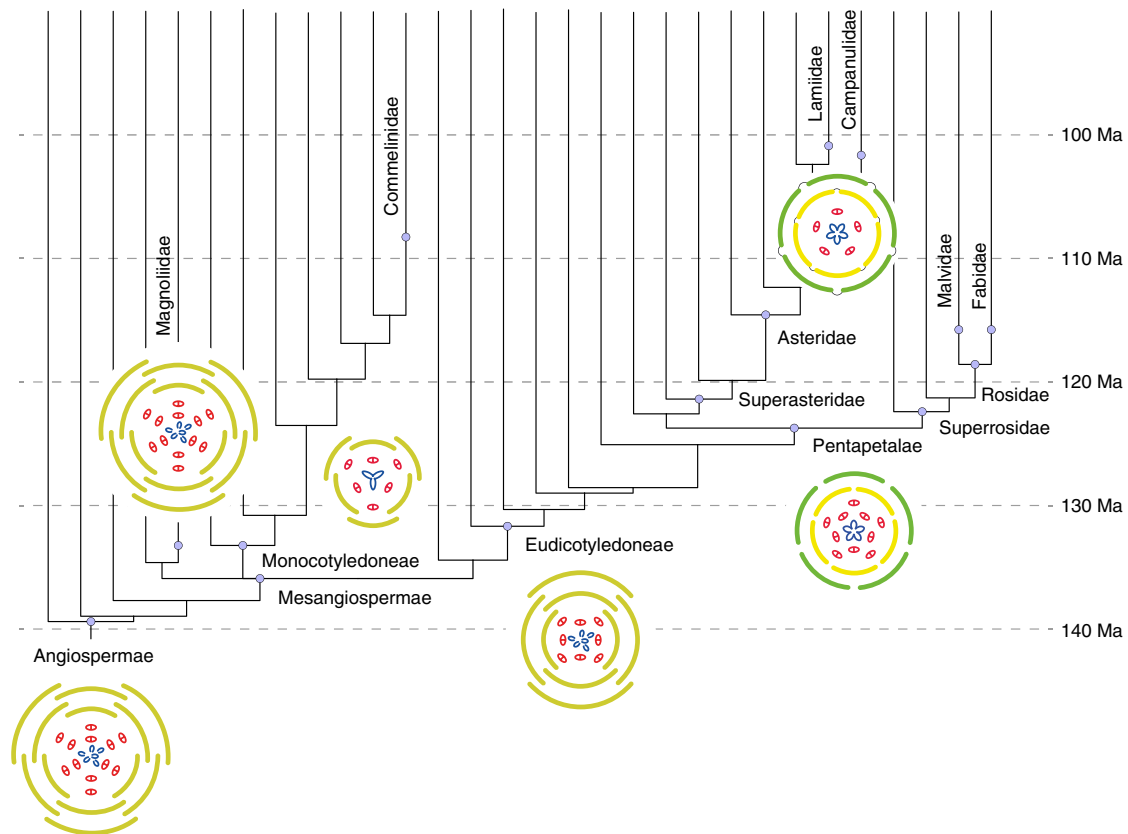 Lamiidae
Campanulidae
100 Ma
Commelinidae
110 Ma
Magnoliidae
Malvidae
Fabidae
Asteridae
120 Ma
Superasteridae
Rosidae
Superrosidae
Pentapetalae
130 Ma
Eudicotyledoneae
Monocotyledoneae
Mesangiospermae
140 Ma
Angiospermae